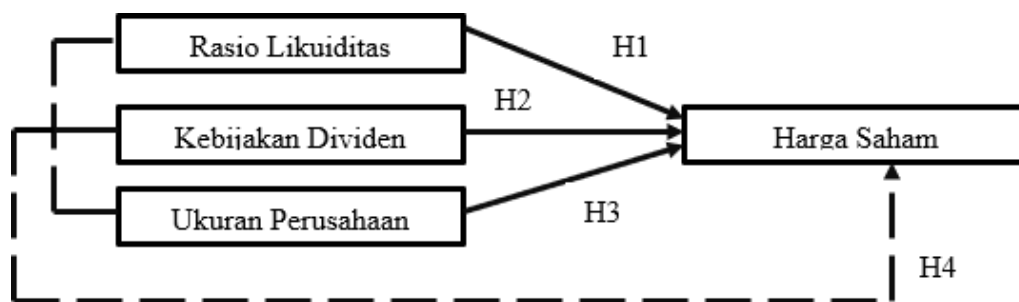 Rasio Likuiditas
H1
H2
Kebijakan Dividen
Harga Saham
Ukuran Perusahaan
H3
H4